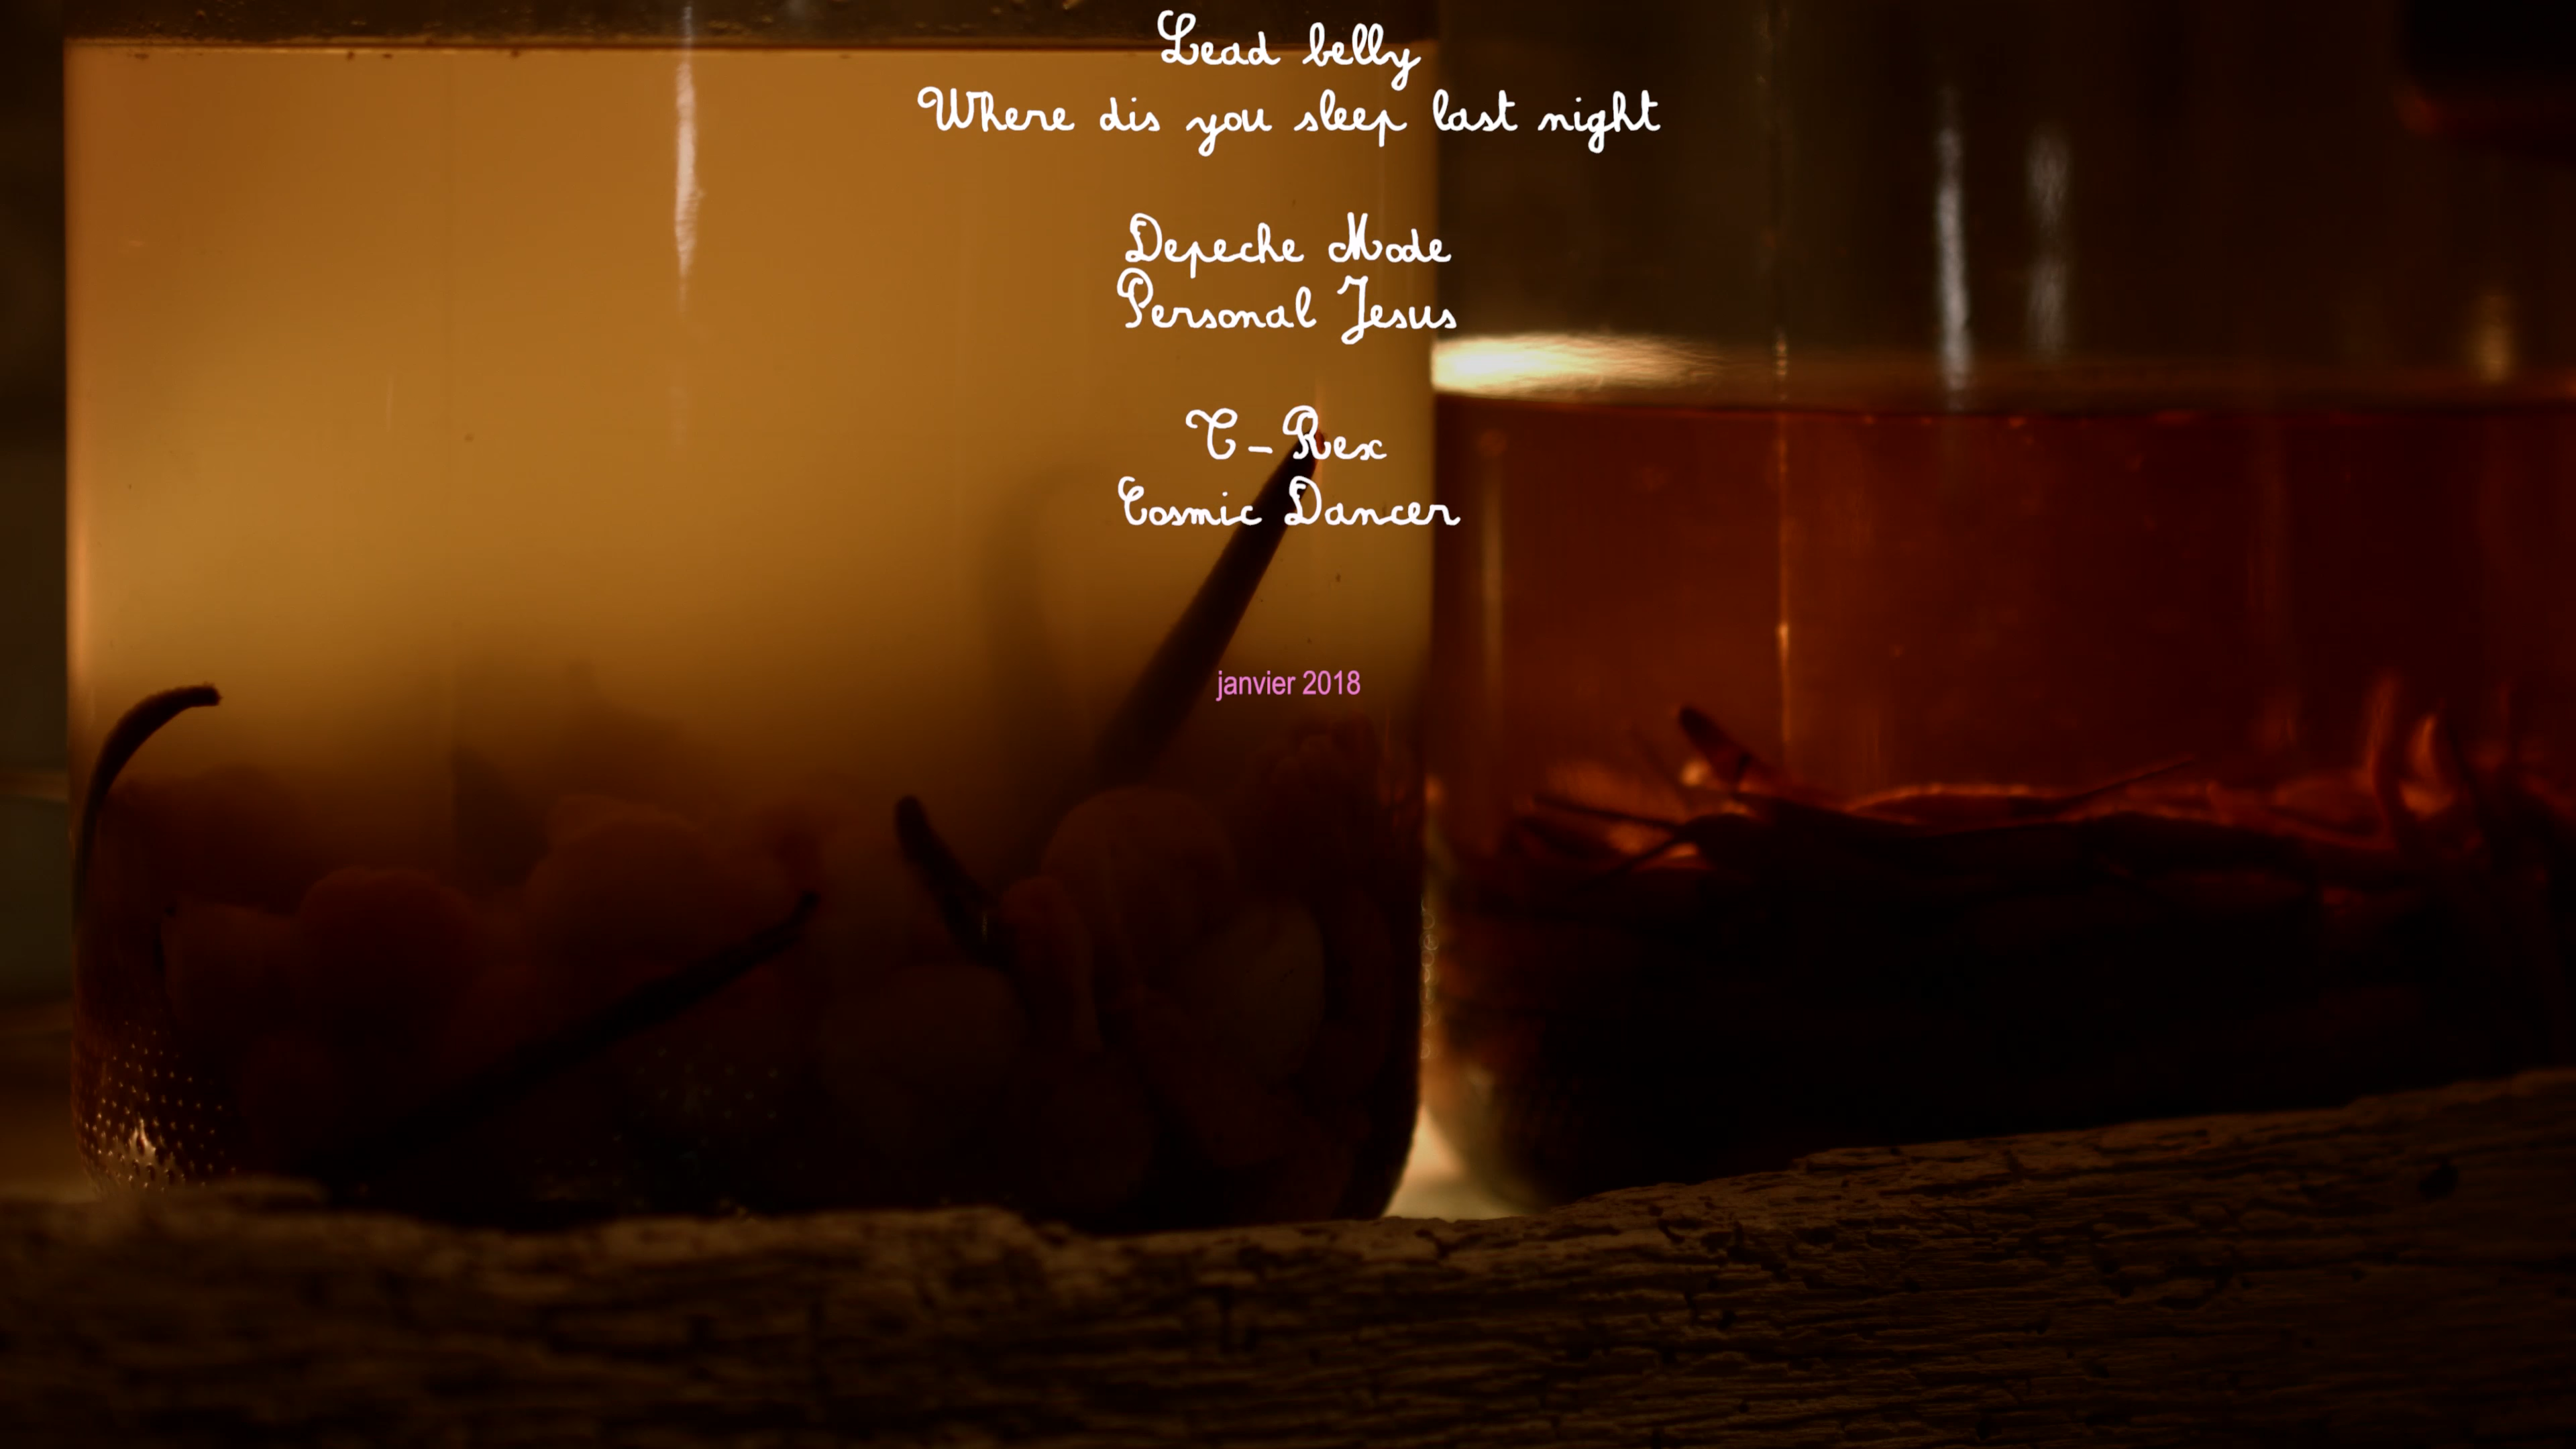 Lead belly
Where dis you sleep last night
Depeche Mode
Personal Jesus
T-Rex
Cosmic Dancer
janvier 2018